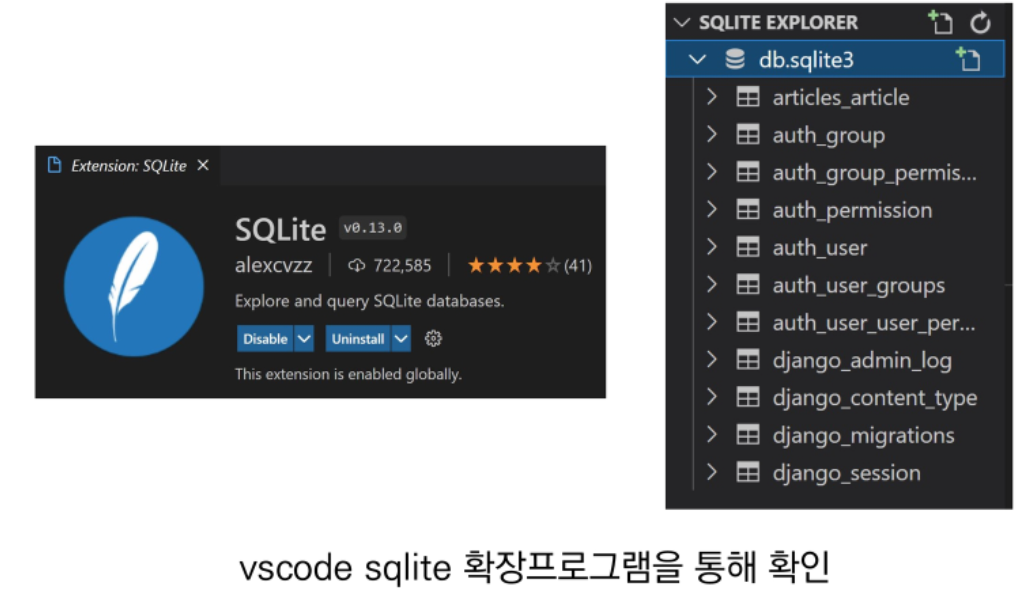 Extension: SQLite
SQLite v0.13.0
alexcvzz 722,585 (41)
Explore and query SQLite databases.
Disable Uninstall
This extension is enabled globally.
SQLITE EXPLORER
db.sqlite3
articles_article
auth_group
auth_group_permis...
auth_permission
auth_user
auth_user_groups
auth_user_user_per...
django_admin_log
django_content_type
django_migrations
django_session
vscode sqlite 확장프로그램을 통해 확인